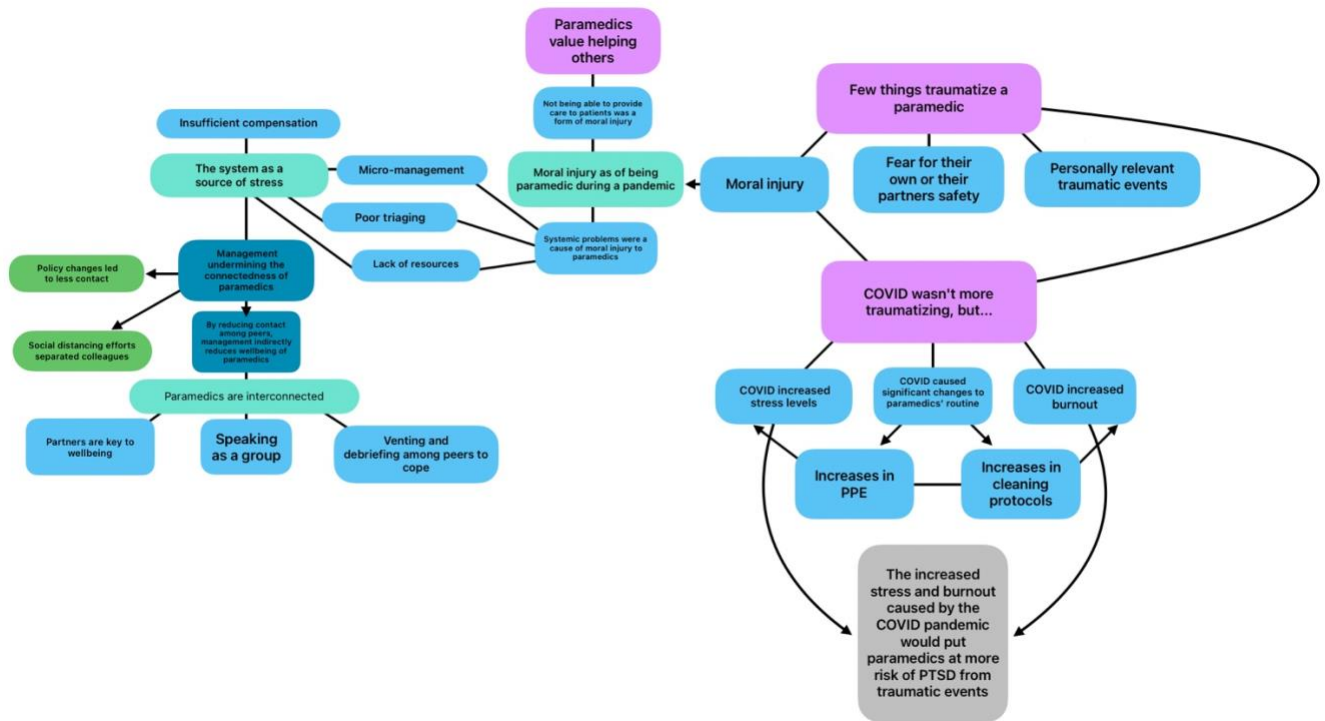 Paramedics
value helping
others
Few things traumatize a
paramedic
Not being able to provide
care to patients was a
form of moral injury
Insufficient compensation
The system as a
source of stress
Micro-management
Moral injury as of being
paramedic during a pandemic
Moral injury
Fear for their
own or their
partners safety
Personally relevant
traumatic events
Poor triaging
Lack of resources
Systemic problems were a
cause of moral injury to
paramedics
Management
undermining the
connectedness of
paramedics
Policy changes led
to less contact
Social distancing efforts
separated colleagues
By reducing contact
among peers,
management indirectly
reduces wellbeing of
paramedics
COVID wasn't more
traumatizing, but...
Paramedics are interconnected
Partners are key to
wellbeing
Speaking
as a group
Venting and
debriefing among peers to
cope
COVID increased
stress levels
COVID caused
significant changes to
paramedics' routine
COVID increased
burnout
Increases in
PPE
Increases in
cleaning
protocols
The increased
stress and burnout
caused by the
COVID pandemic
would put
paramedics at more
risk of PTSD from
traumatic events